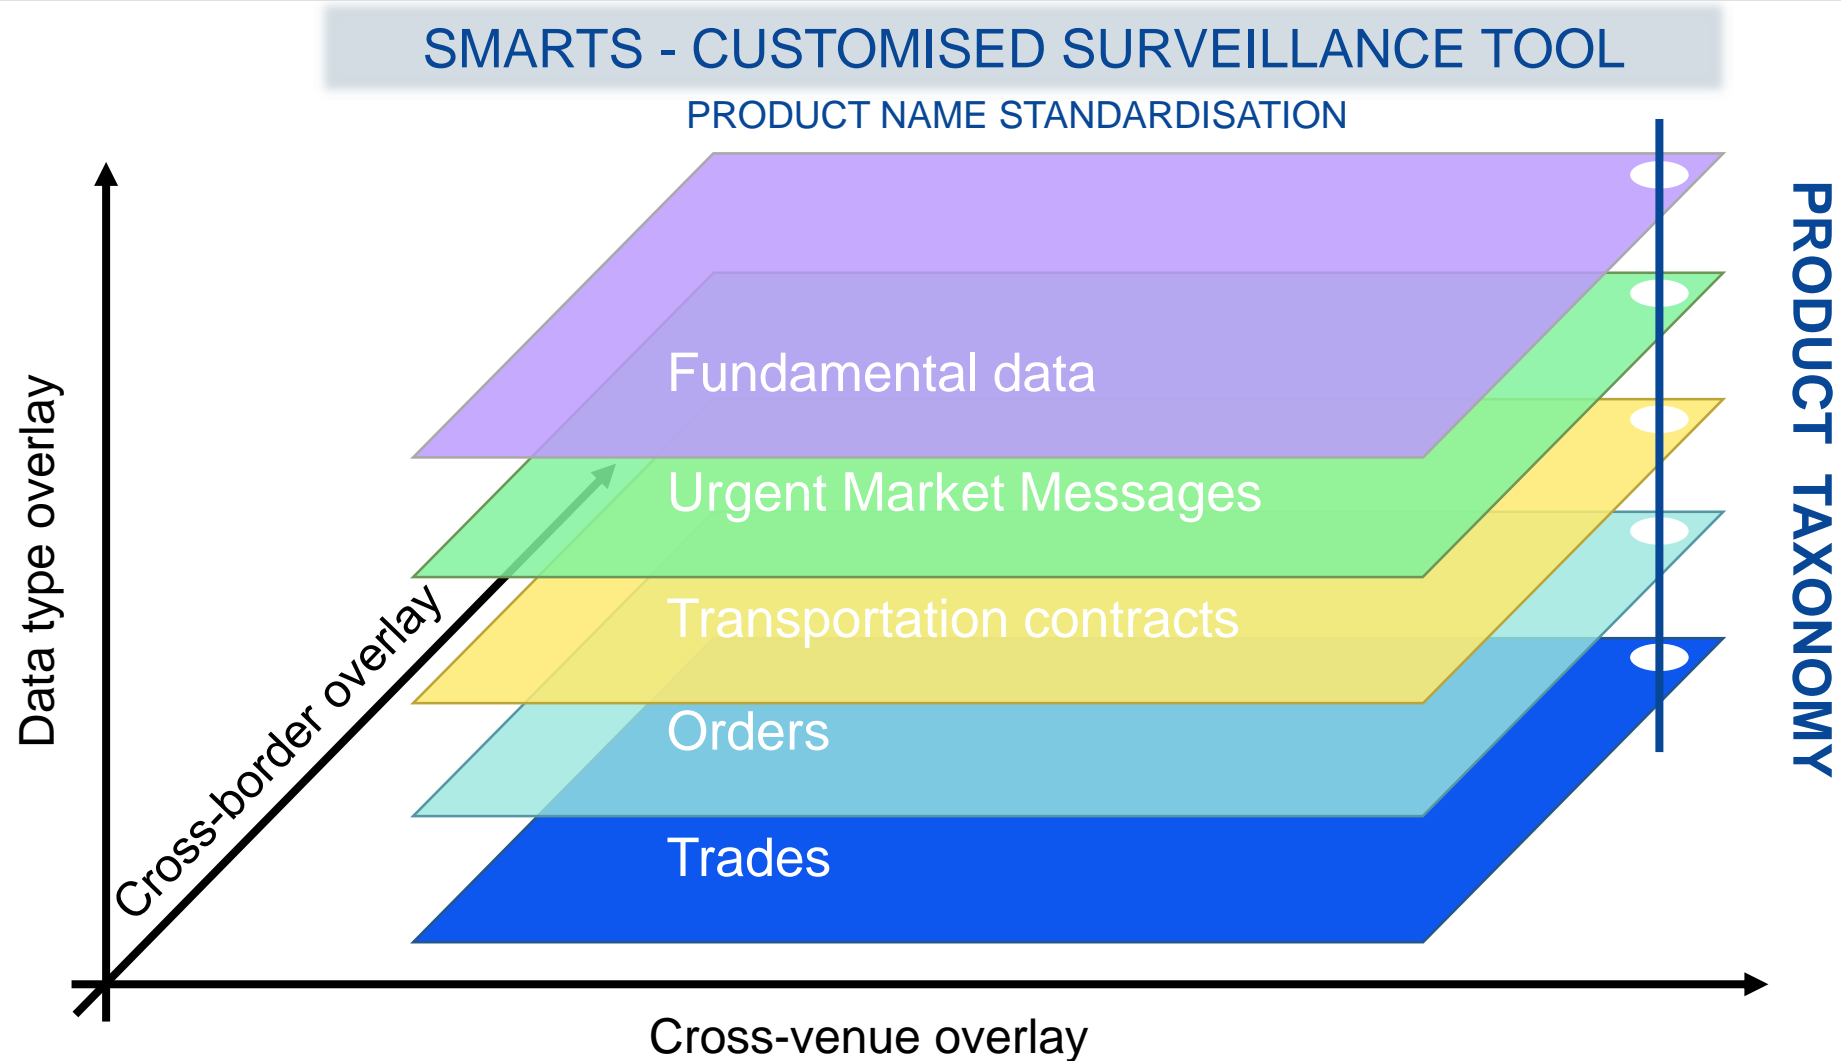 SMARTS - CUSTOMISED SURVEILLANCE TOOL
PRODUCT NAME STANDARDISATION
Fundamental data
Urgent Market Messages
Transportation contracts
Orders
Trades
Data type overlay
Cross-border overlay
Cross-venue overlay
PRODUCT TAXONOMY